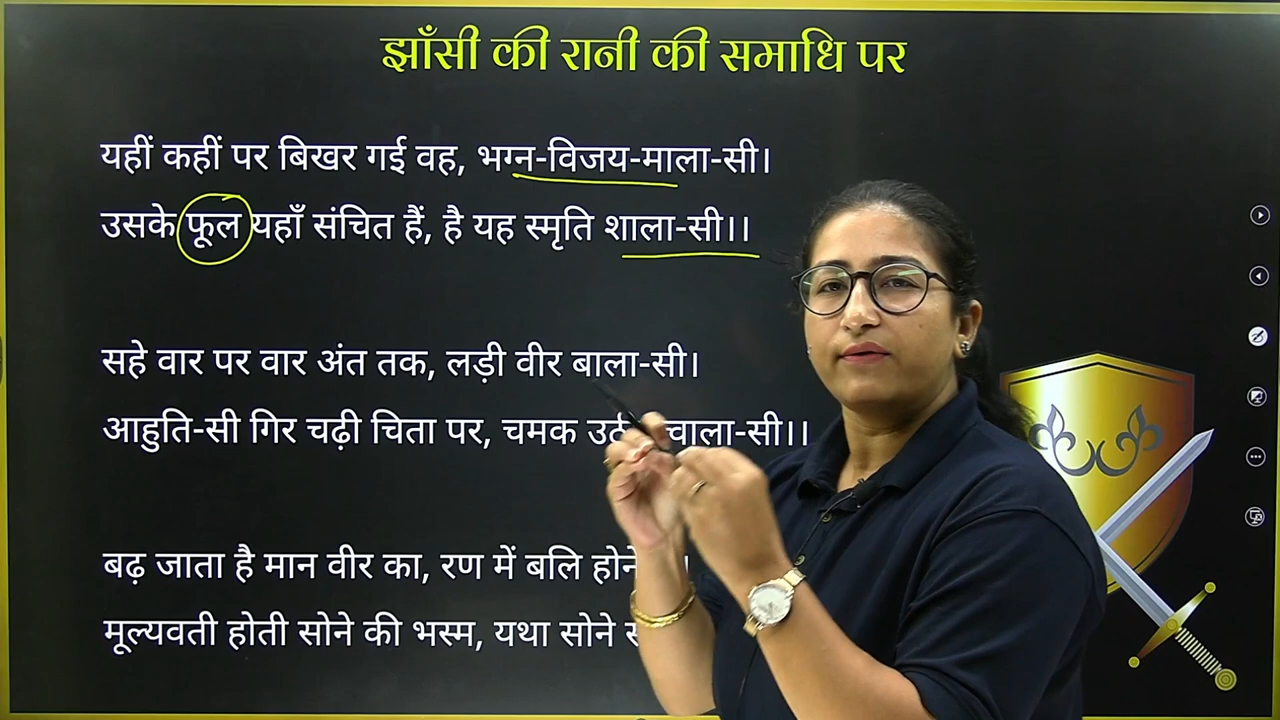 झाँसी की रानी की समाधि पर
यहीं कहीं पर बिखर गई वह, भग्न-विजय-माला-सी।
उसके फूल यहाँ संचित हैं, है यह स्मृति शाला-सी।।
सहे वार पर वार अंत तक, लड़ी वीर बाला-सी।
आहुति-सी गिर चढ़ी चिता पर, चमक उठी ज्वाला-सी।।
बढ़ जाता है मान वीर का, रण में बलि होने
मूल्यवती होती सोने की भस्म, यथा सोने